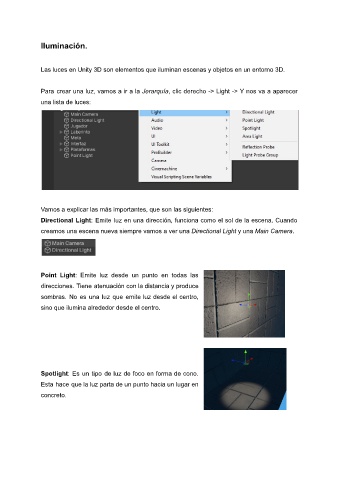 Iluminación.
Las luces en Unity 3D son elementos que iluminan escenas y objetos en un entorno 3D.
Para crear una luz, vamos a ir a la Jerarquía, clic derecho -> Light -> Y nos va a aparecer
una lista de luces:
Main Camera
Directional Light
Jugador
Laberinto
Meta
Interfaz
Plataformas
Point Light
Light
Audio
Video
UI
UI Toolkit
ProBuilder
Camera
Cinemachine
Visual Scripting Scene Variables
Directional Light
Point Light
Spotlight
Area Light
Reflection Probe
Light Probe Group
Vamos a explicar las más importantes, que son las siguientes:
Directional Light: Emite luz en una dirección, funciona como el sol de la escena. Cuando
creamos una escena nueva siempre vamos a ver una Directional Light y una Main Camera.
Main Camera
Directional Light
Point Light: Emite luz desde un punto en todas las
direcciones. Tiene atenuación con la distancia y produce
sombras. No es una luz que emita luz desde el centro,
sino que ilumina alrededor desde el centro.
Spotlight: Es un tipo de luz de foco en forma de cono.
Esta hace que la luz parta de un punto hacia un lugar en
concreto.